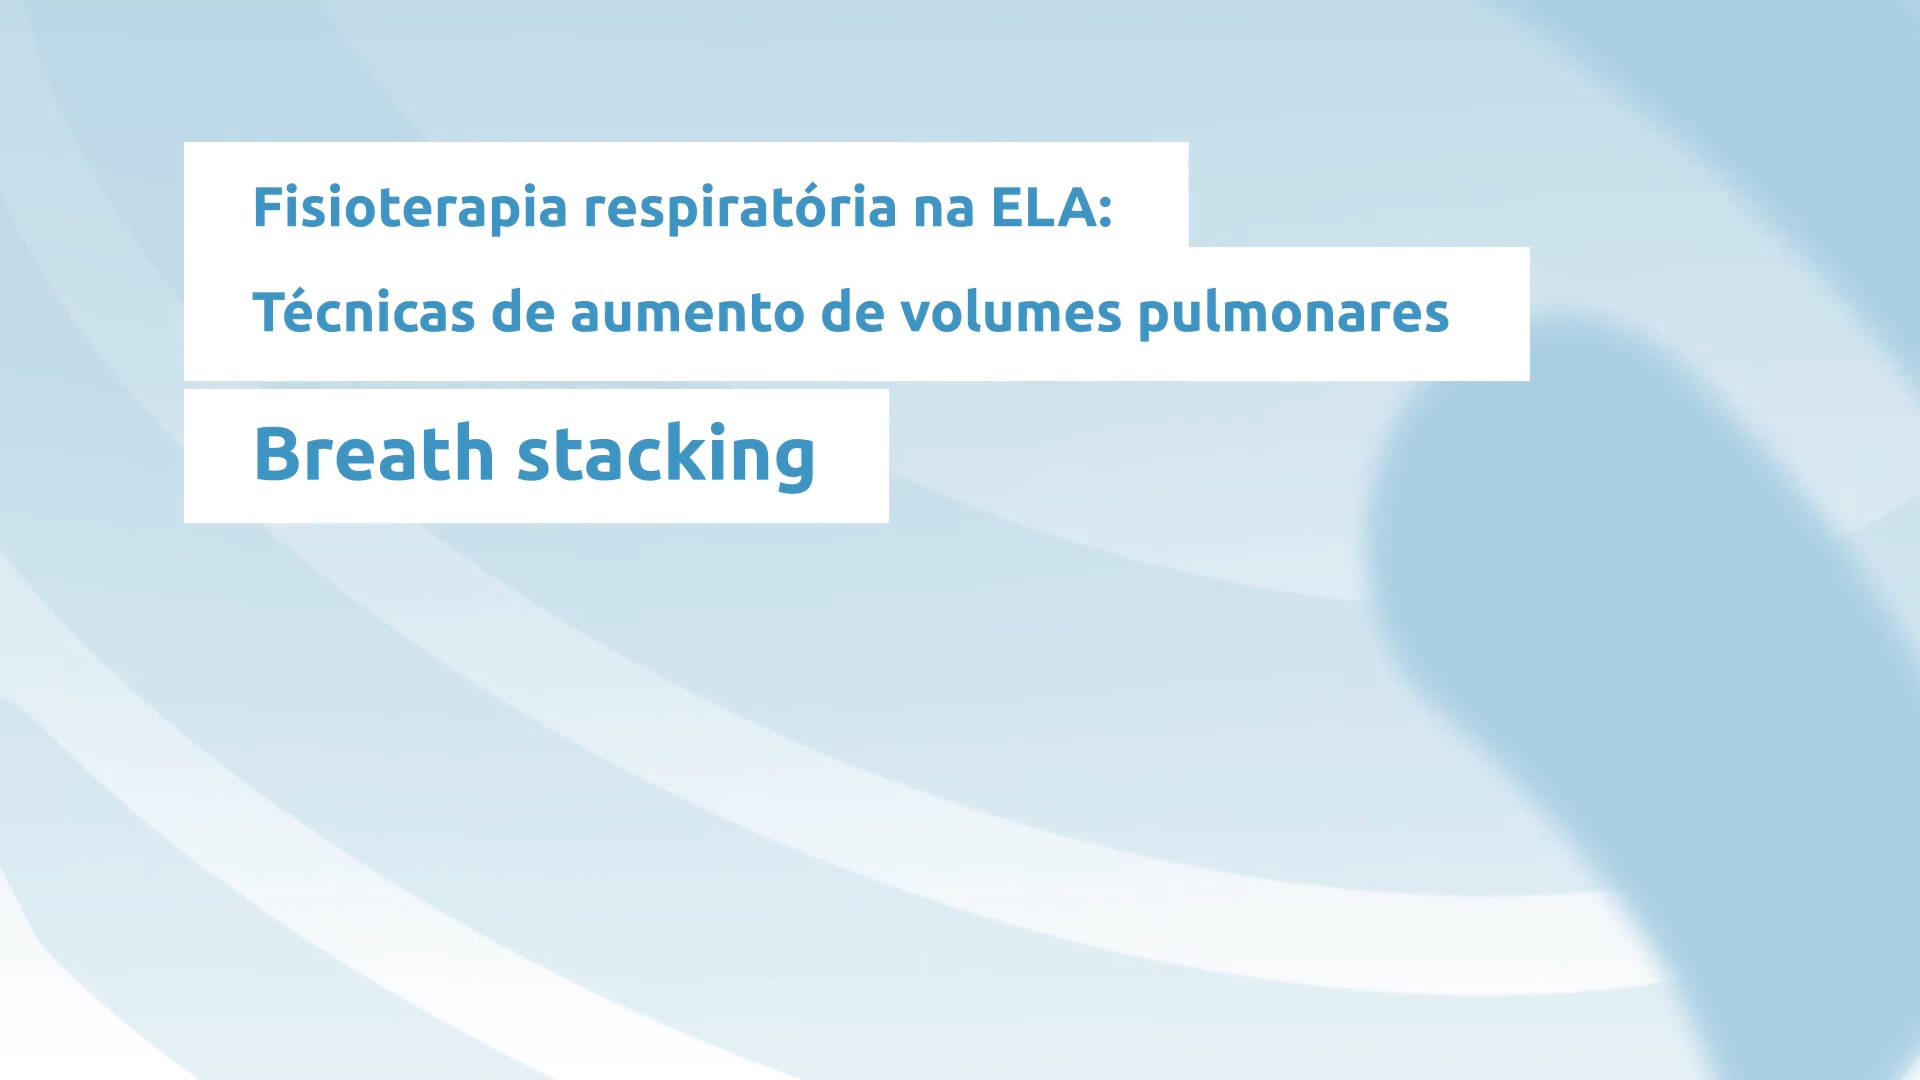 Fisioterapia respiratória na ELA:
Técnicas de aumento de volumes pulmonares
Breath stacking